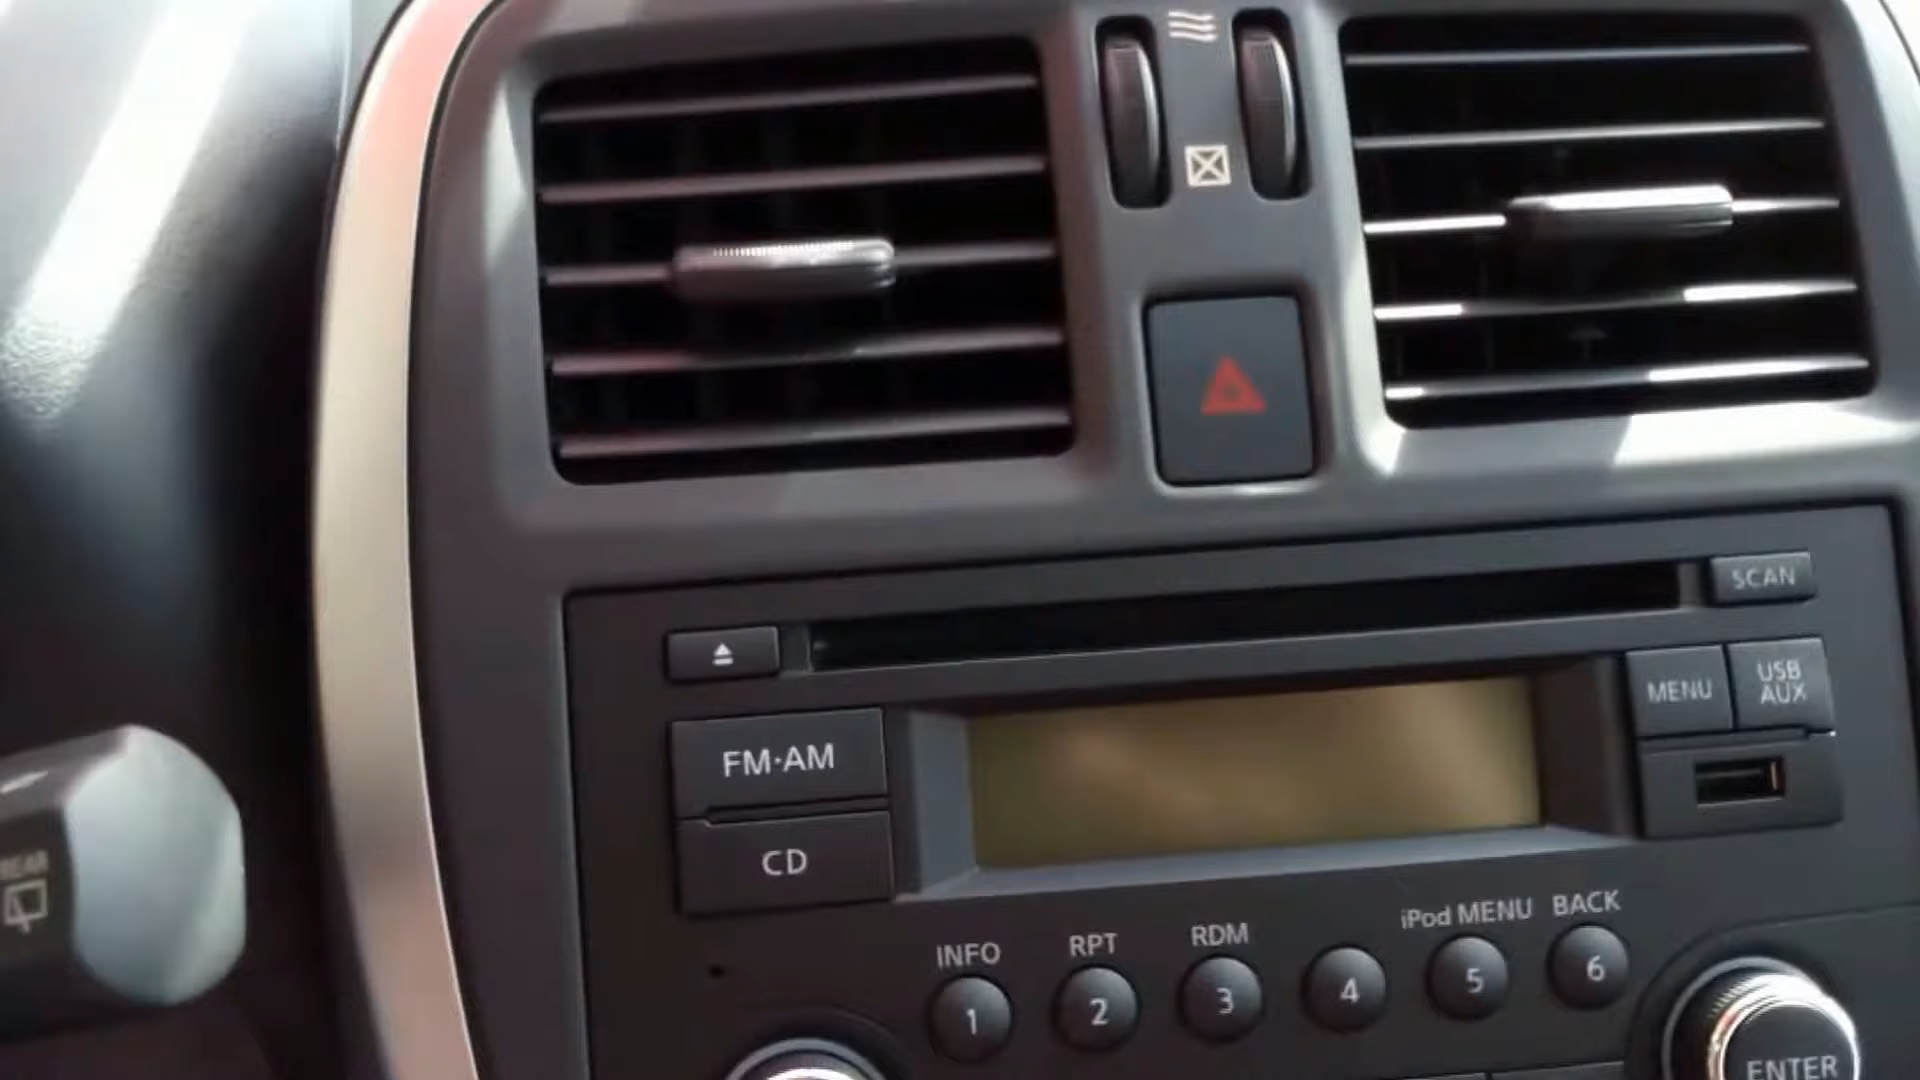 SCAN
MENU
USB
AUX
FM·AM
CD
REAR
INFO
RPT
RDM
iPod MENU
BACK
1
2
3
4
5
6
ENTER